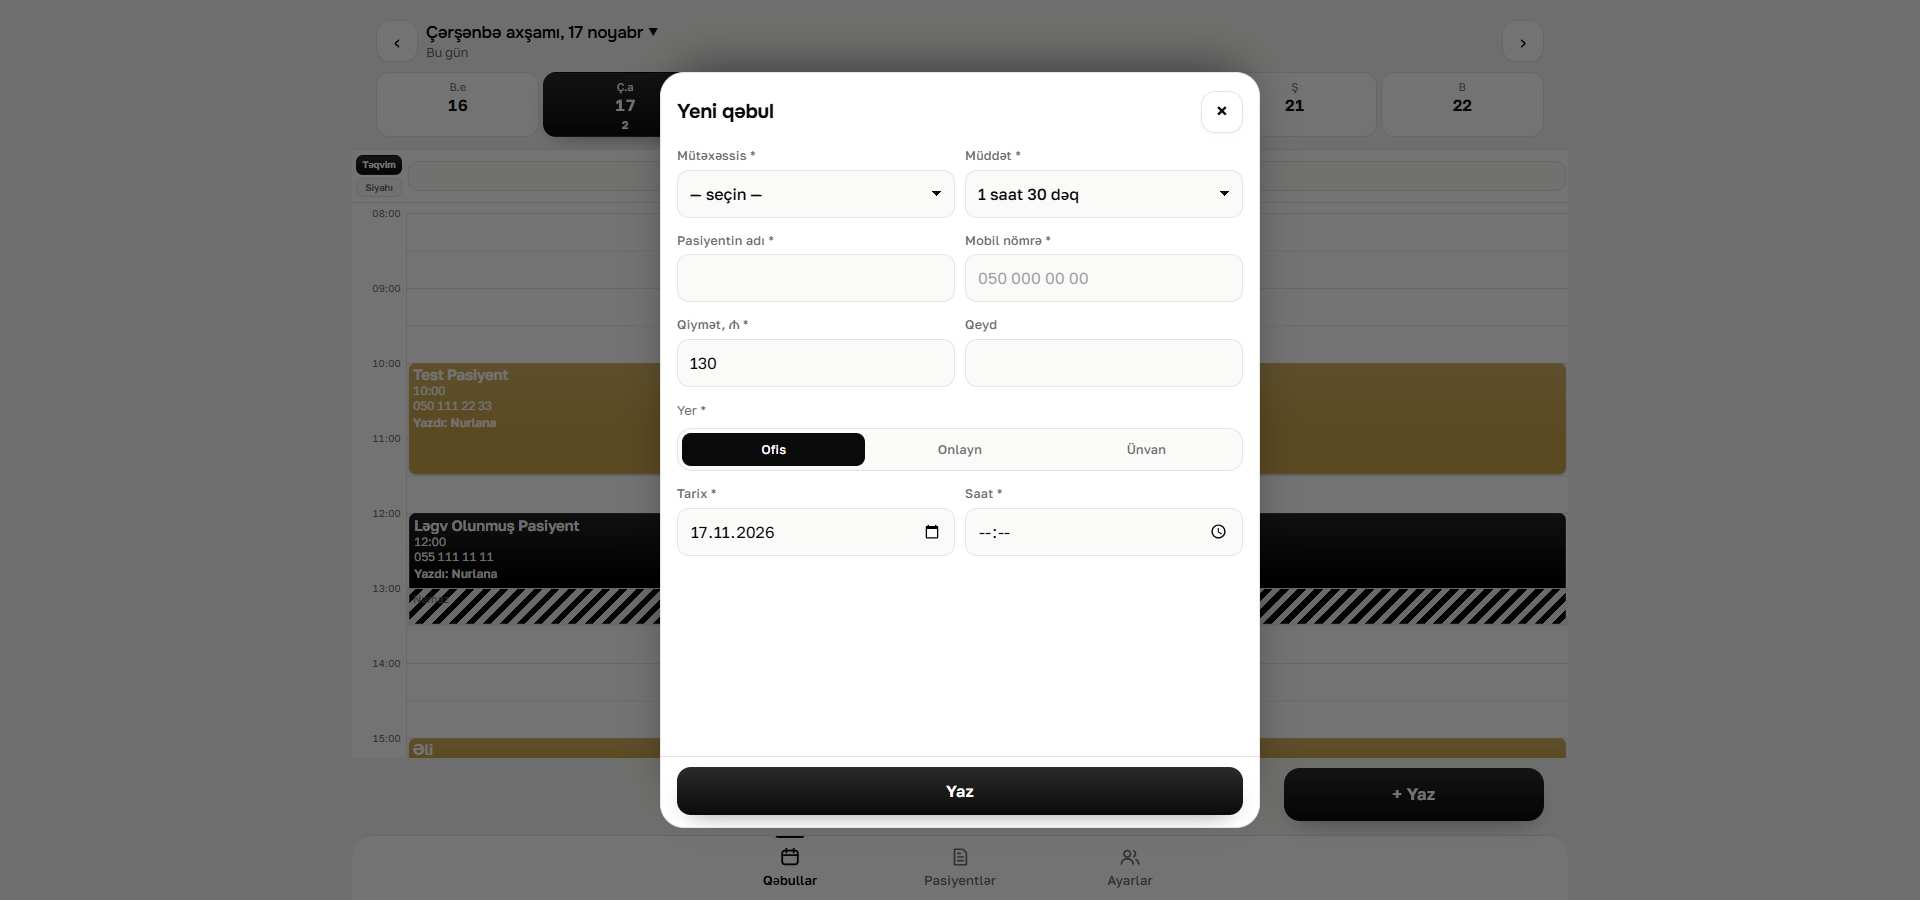 Çərşənbə axşamı, 17 noyabr ▼
Bu gün
B.e
16
Ç.a
17
2
Ş
21
B
22
Təqvim
Siyahı
08:00
09:00
10:00
11:00
12:00
13:00
14:00
15:00
Test Pasiyent
10:00
050 111 22 33
Yazdı: Nurlana
Ləğv Olunmuş Pasiyent
12:00
055 111 11 11
Yazdı: Nurlana
Əli
Yeni qəbul
×
Mütəxəssis *
Müddət *
— seçin —
1 saat 30 dəq
Pasiyentin adı *
Mobil nömrə *
050 000 00 00
Qiymət, ₼ *
Qeyd
130
Yer *
Ofis
Onlayn
Ünvan
Tarix *
Saat *
17.11.2026
--:--
Yaz
+ Yaz
Qəbullar
Pasiyentlər
Ayarlar